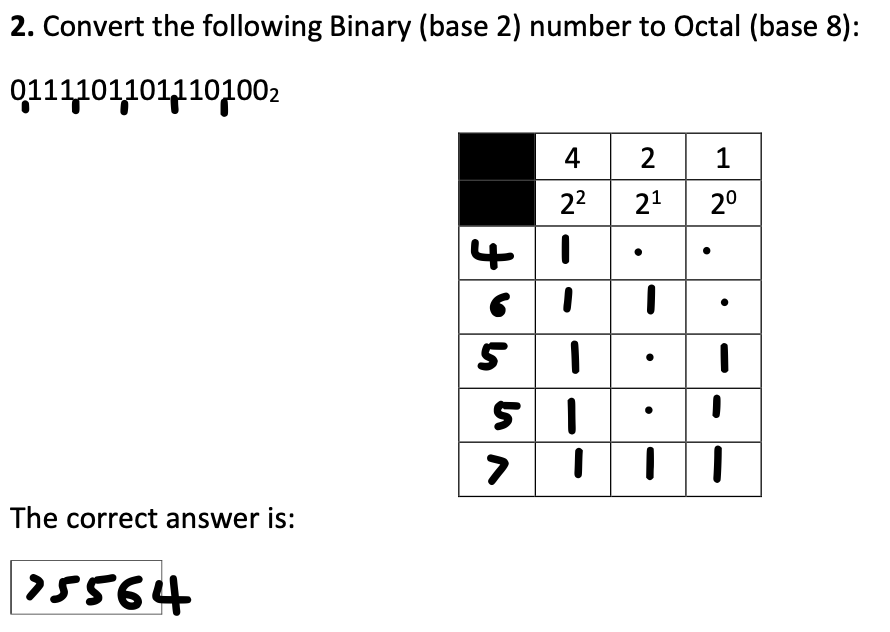 2. Convert the following Binary (base 2) number to Octal (base 8):
0111101101110100₂
4 2 1
2² 2¹ 2⁰
4 1 · ·
6 1 1 ·
5 1 · 1
5 1 · 1
7 1 1 1
The correct answer is:
75564